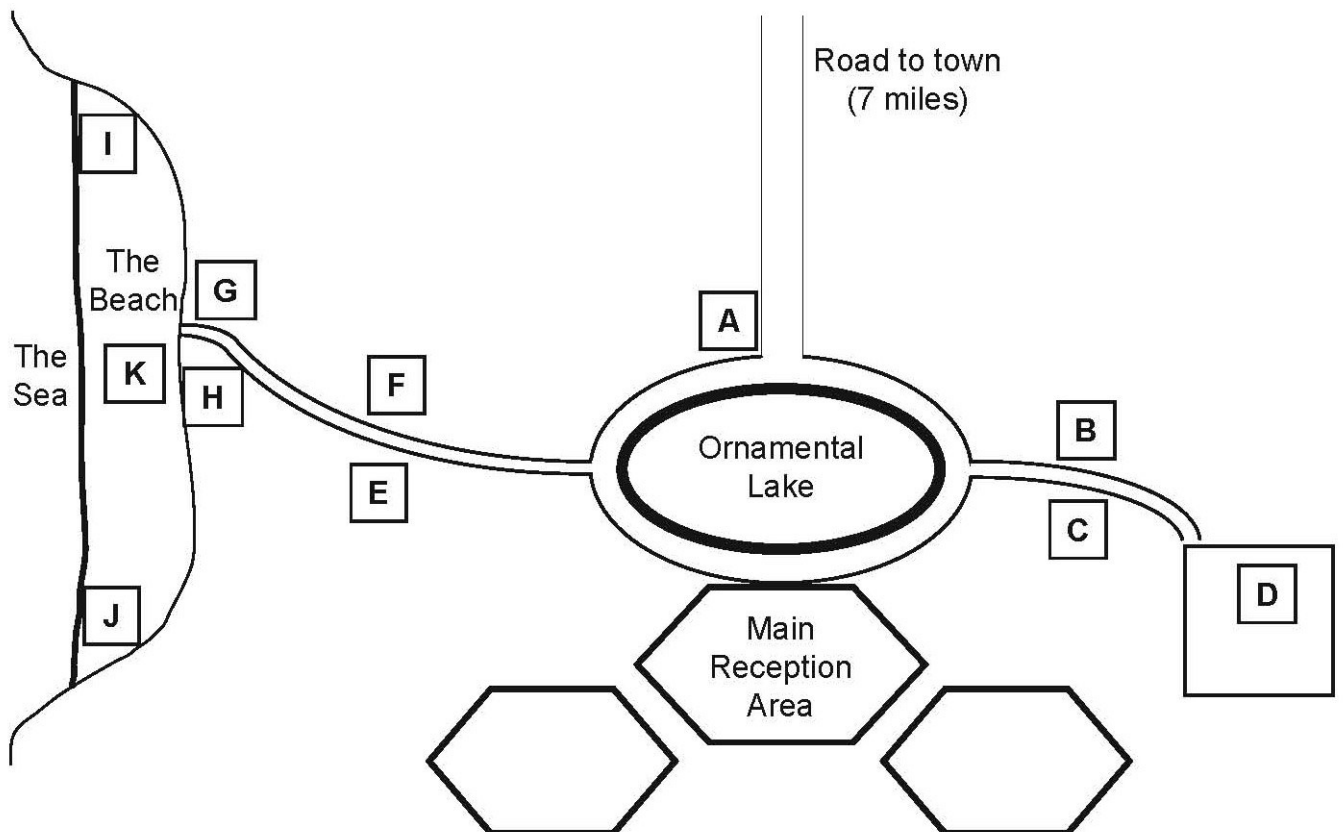 Road to town
(7 miles)
I
The
Beach
G
A
The
Sea
K
H
F
E
Ornamental
Lake
B
C
D
J
Main
Reception
Area